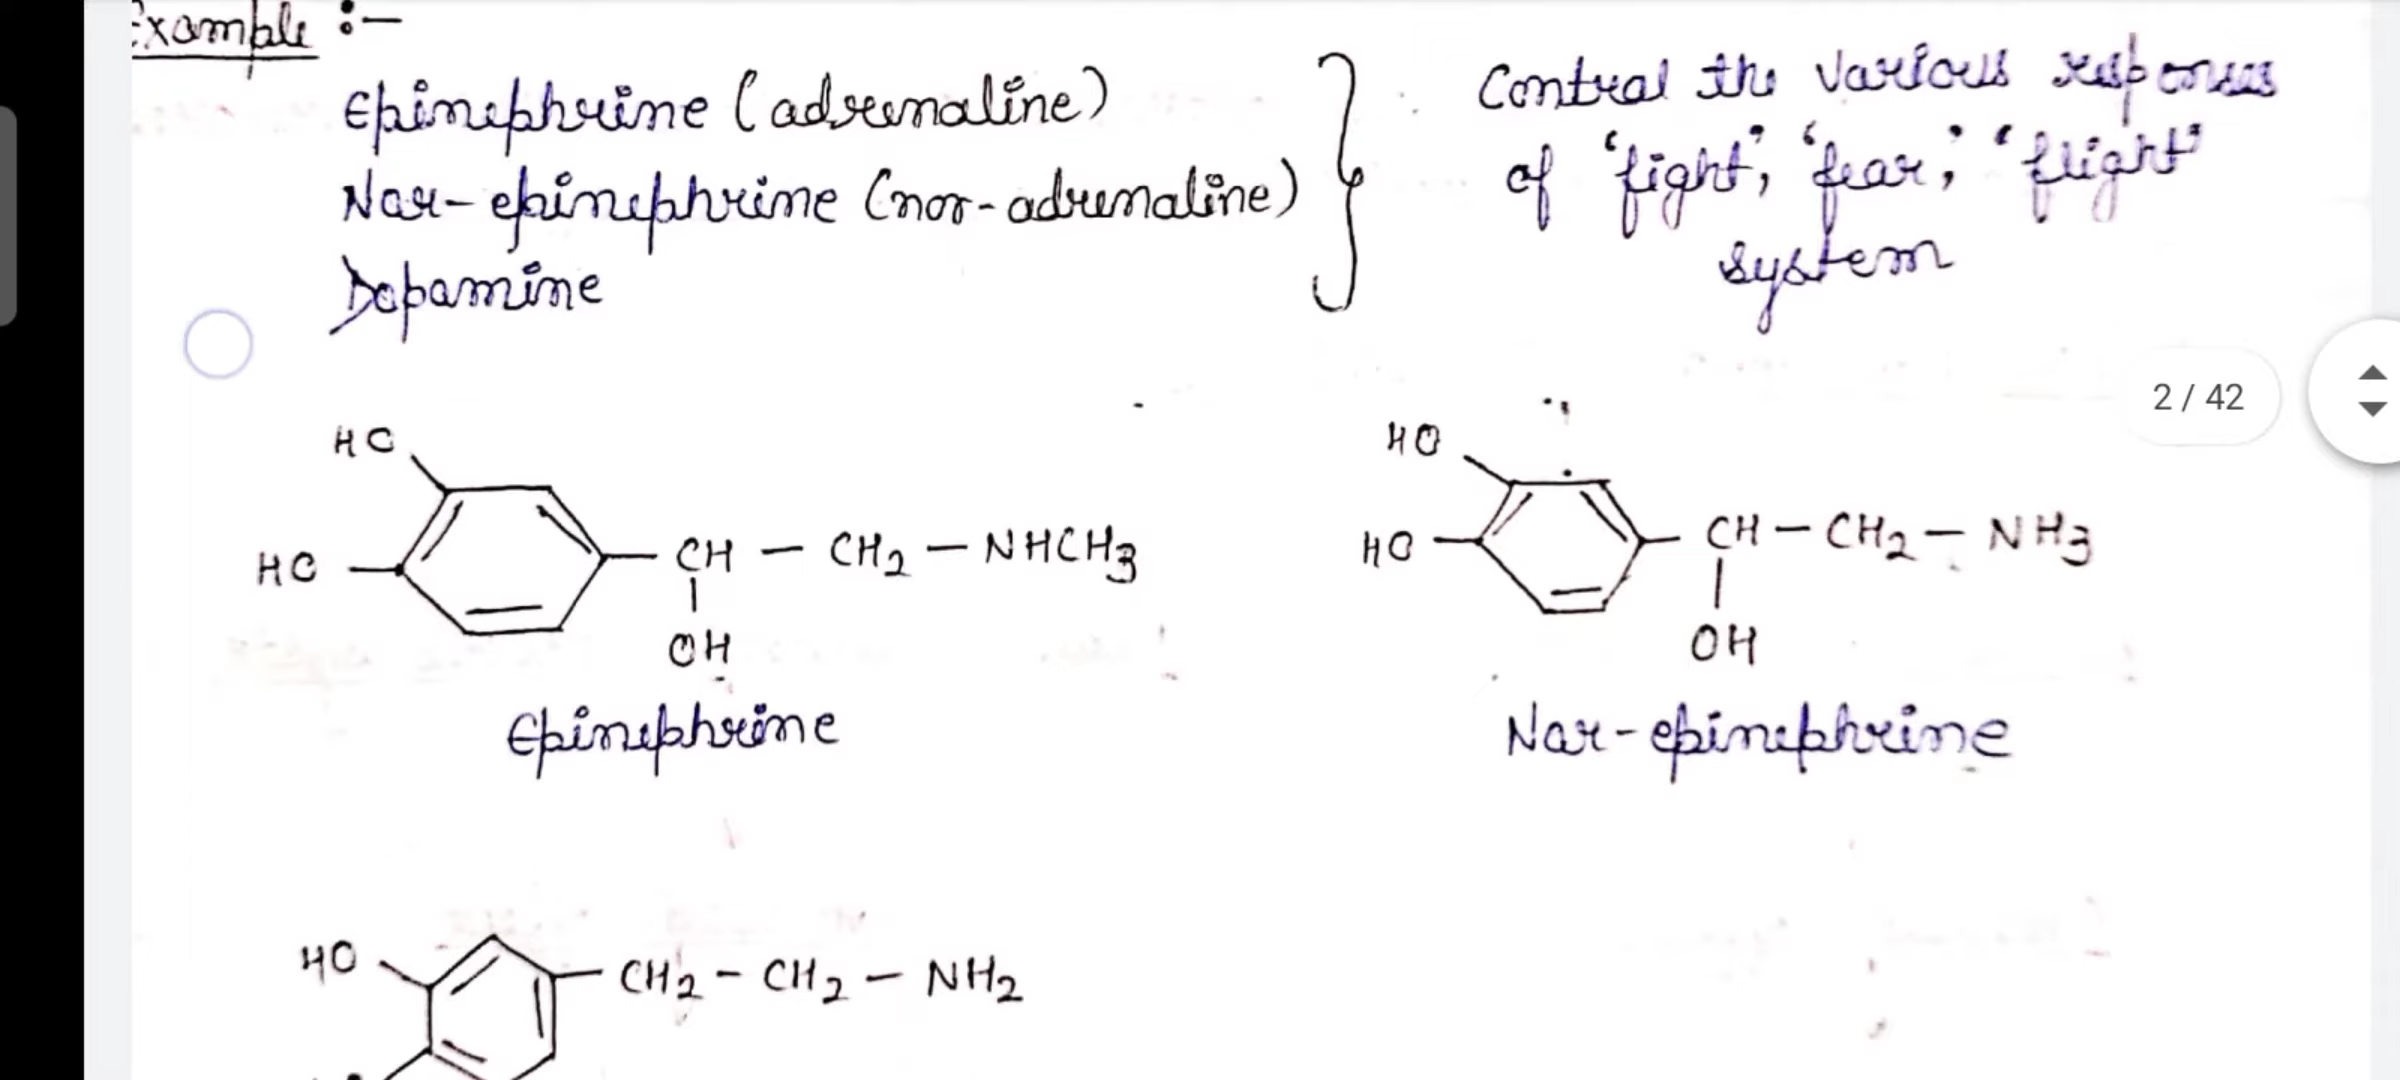 Example :-
Epinephrine (adrenaline)
Nor-epinephrine (nor-adrenaline)
Dopamine
Control the various responses
of 'fight', 'fear', 'flight'
system
2 / 42
HO
HO
CH - CH2 - NHCH3
OH
Epinephrine
HO
HO
CH - CH2 - NH3
OH
Nor-epinephrine
HO
CH2 - CH2 - NH2